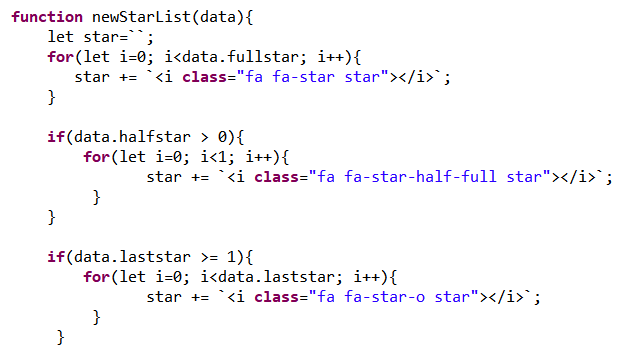 function newStarList(data){
let star=``;
for(let i=0; i<data.fullstar; i++){
star += `<i class="fa fa-star star"></i>`;
}
if(data.halfstar > 0){
for(let i=0; i<1; i++){
star += `<i class="fa fa-star-half-full star"></i>`;
}
}
if(data.laststar >= 1){
for(let i=0; i<data.laststar; i++){
star += `<i class="fa fa-star-o star"></i>`;
}
}